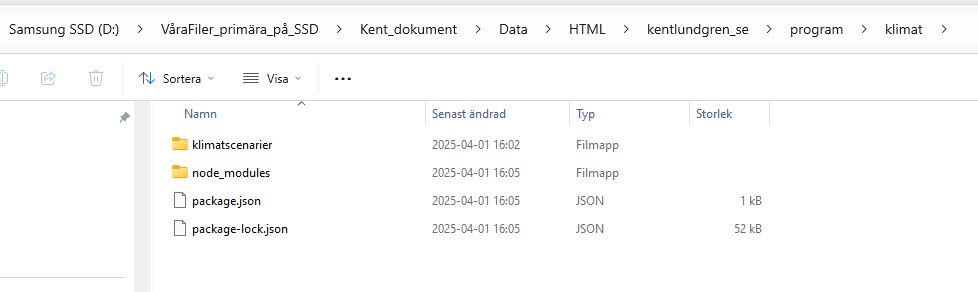 Samsung SSD (D:) > VåraFiler_primära_på_SSD > Kent_dokument > Data > HTML > kentlundgren_se > program > klimat >
Sortera Visa ...
Namn Senast ändrad Typ Storlek
klimatscenarier 2025-04-01 16:02 Filmapp
node_modules 2025-04-01 16:05 Filmapp
package.json 2025-04-01 16:05 JSON 1 kB
package-lock.json 2025-04-01 16:05 JSON 52 kB